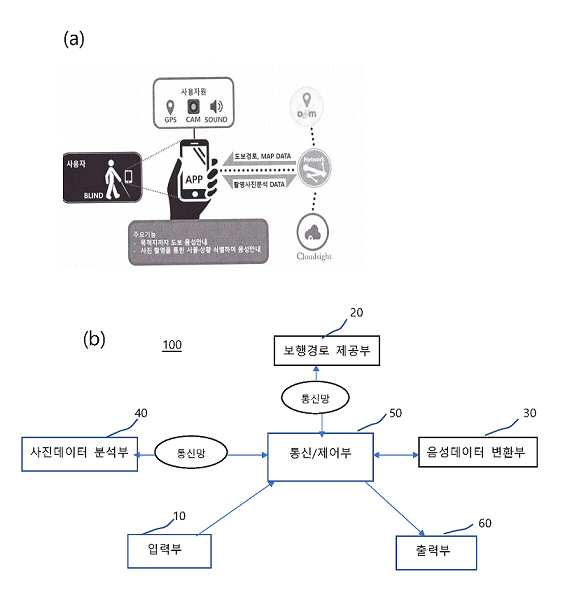 (a)
사용자원
GPS CAM SOUND
사용자
BLIND
APP
도보경로, MAP DATA
촬영사진분석 DATA
Network
Cloudsight
주요기능
- 목적지까지 도보 음성안내
- 사진 촬영을 통한 사물·상황 식별하여 음성안내
(b)
100
20
보행경로 제공부
통신망
40
50
30
사진데이터 분석부
통신망
통신/제어부
음성데이터 변환부
10
입력부
60
출력부